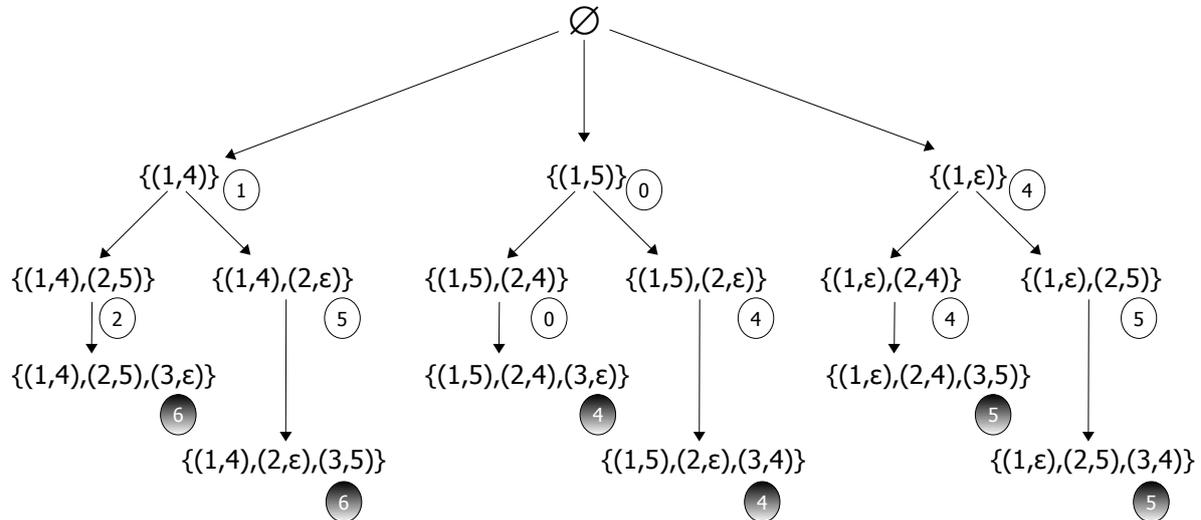 ∅
{(1,4)} 1 {(1,5)} 0 {(1,ε)} 4
{(1,4),(2,5)} {(1,4),(2,ε)} {(1,5),(2,4)} {(1,5),(2,ε)} {(1,ε),(2,4)} {(1,ε),(2,5)}
2 5 0 4 4 5
{(1,4),(2,5),(3,ε)} {(1,5),(2,4),(3,ε)} {(1,ε),(2,4),(3,5)}
6 4 5
{(1,4),(2,ε),(3,5)} {(1,5),(2,ε),(3,4)} {(1,ε),(2,5),(3,4)}
6 4 5